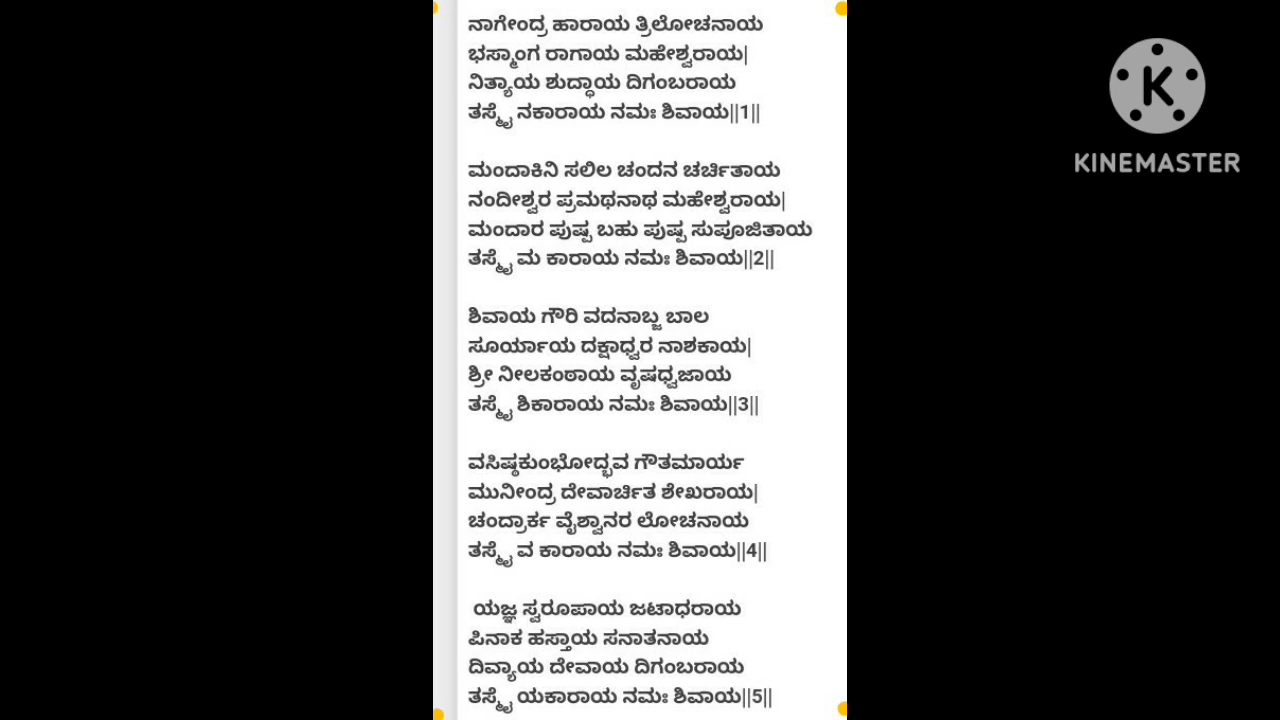 ನಾಗೇಂದ್ರ ಹಾರಾಯ ತ್ರಿಲೋಚನಾಯ
ಭಸ್ಮಾಂಗ ರಾಗಾಯ ಮಹೇಶ್ವರಾಯ|
ನಿತ್ಯಾಯ ಶುದ್ಧಾಯ ದಿಗಂಬರಾಯ
ತಸ್ಮೈ ನಕಾರಾಯ ನಮಃ ಶಿವಾಯ||1||
ಮಂದಾಕಿನಿ ಸಲಿಲ ಚಂದನ ಚರ್ಚಿತಾಯ
ನಂದೀಶ್ವರ ಪ್ರಮಥನಾಥ ಮಹೇಶ್ವರಾಯ|
ಮಂದಾರ ಪುಷ್ಪ ಬಹು ಪುಷ್ಪ ಸುಪೂಜಿತಾಯ
ತಸ್ಮೈ ಮ ಕಾರಾಯ ನಮಃ ಶಿವಾಯ||2||
ಶಿವಾಯ ಗೌರಿ ವದನಾಬ್ಜ ಬಾಲ
ಸೂರ್ಯಾಯ ದಕ್ಷಾಧ್ವರ ನಾಶಕಾಯ|
ಶ್ರೀ ನೀಲಕಂಠಾಯ ವೃಷಧ್ವಜಾಯ
ತಸ್ಮೈ ಶಿಕಾರಾಯ ನಮಃ ಶಿವಾಯ||3||
ವಸಿಷ್ಠಕುಂಭೋದ್ಭವ ಗೌತಮಾರ್ಯ
ಮುನೀಂದ್ರ ದೇವಾರ್ಚಿತ ಶೇಖರಾಯ|
ಚಂದ್ರಾರ್ಕ ವೈಶ್ವಾನರ ಲೋಚನಾಯ
ತಸ್ಮೈ ವ ಕಾರಾಯ ನಮಃ ಶಿವಾಯ||4||
ಯಜ್ಞ ಸ್ವರೂಪಾಯ ಜಟಾಧರಾಯ
ಪಿನಾಕ ಹಸ್ತಾಯ ಸನಾತನಾಯ
ದಿವ್ಯಾಯ ದೇವಾಯ ದಿಗಂಬರಾಯ
ತಸ್ಮೈ ಯಕಾರಾಯ ನಮಃ ಶಿವಾಯ||5||
K
KINEMASTER